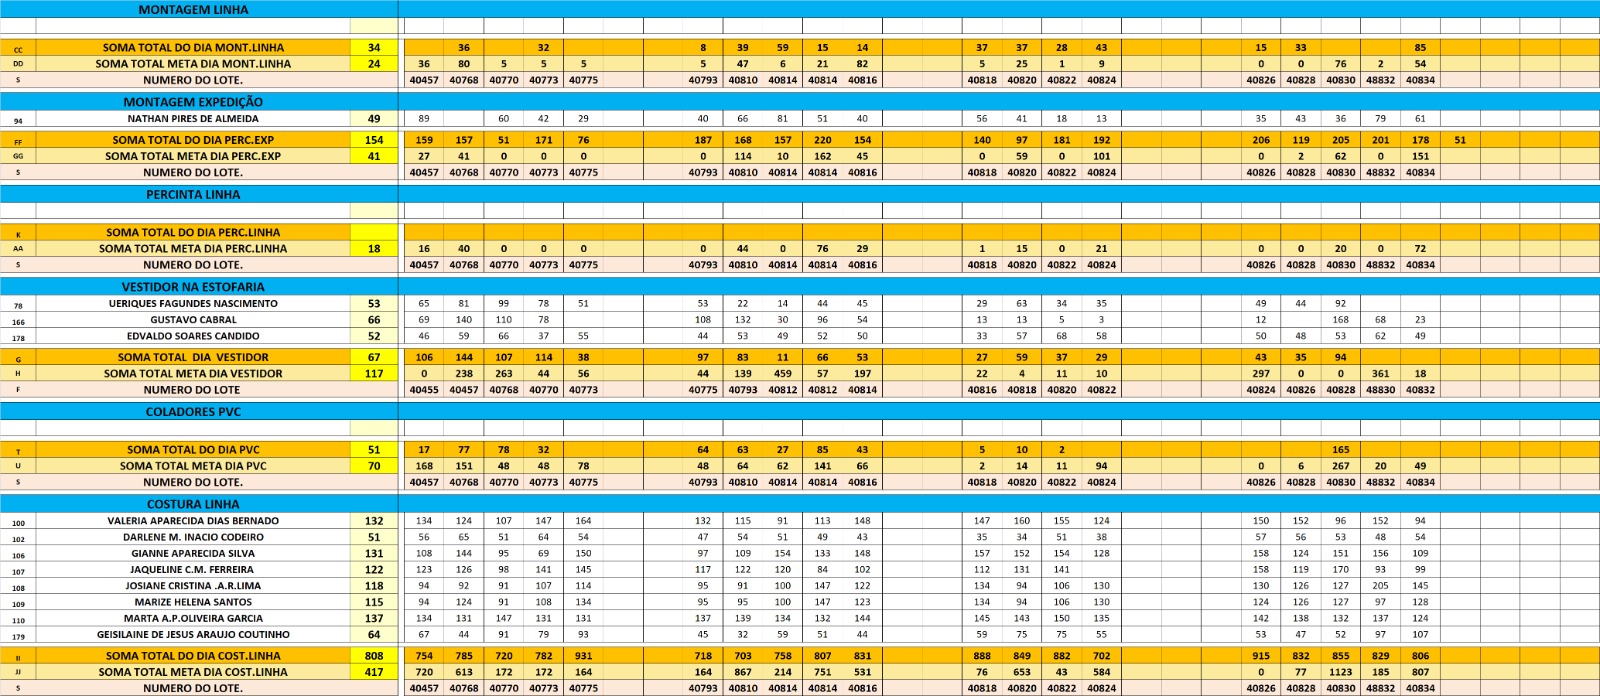 MONTAGEM LINHA
CC SOMA TOTAL DO DIA MONT.LINHA 34 36 32 8 39 59 15 14 37 37 28 43 15 33 85
DD SOMA TOTAL META DIA MONT.LINHA 24 36 80 5 5 5 5 47 6 21 82 5 25 1 9 0 0 76 2 54
S NUMERO DO LOTE. 40457 40768 40770 40773 40775 40793 40810 40814 40814 40816 40818 40820 40822 40824 40826 40828 40830 48832 40834
MONTAGEM EXPEDIÇÃO
94 NATHAN PIRES DE ALMEIDA 49 89 60 42 29 40 66 81 51 40 56 41 18 13 35 43 36 79 61
FF SOMA TOTAL DO DIA PERC.EXP 154 159 157 51 171 76 187 168 157 220 154 140 97 181 192 206 119 205 201 178 51
GG SOMA TOTAL META DIA PERC.EXP 41 27 41 0 0 0 0 114 10 162 45 0 59 0 101 0 2 62 0 151
S NUMERO DO LOTE. 40457 40768 40770 40773 40775 40793 40810 40814 40814 40816 40818 40820 40822 40824 40826 40828 40830 48832 40834
PERCINTA LINHA
K SOMA TOTAL DO DIA PERC.LINHA
AA SOMA TOTAL META DIA PERC.LINHA 18 16 40 0 0 0 0 44 0 76 29 1 15 0 21 0 0 20 0 72
S NUMERO DO LOTE. 40457 40768 40770 40773 40775 40793 40810 40814 40814 40816 40818 40820 40822 40824 40826 40828 40830 48832 40834
VESTIDOR NA ESTOFARIA
78 UERIQUES FAGUNDES NASCIMENTO 53 65 81 99 78 51 53 22 14 44 45 29 63 34 35 49 44 92
166 GUSTAVO CABRAL 66 69 140 110 78 108 132 30 96 54 13 13 5 3 12 168 68 23
178 EDVALDO SOARES CANDIDO 52 46 59 66 37 55 44 53 49 52 50 33 57 68 58 50 48 53 62 49
G SOMA TOTAL DIA VESTIDOR 67 106 144 107 114 38 97 83 11 66 53 27 59 37 29 43 35 94
H SOMA TOTAL META DIA VESTIDOR 117 0 238 263 44 56 44 139 459 57 197 22 4 11 10 297 0 0 361 18
F NUMERO DO LOTE 40455 40457 40768 40770 40773 40775 40793 40812 40812 40814 40816 40818 40820 40822 40824 40826 40828 48830 40832
COLADORES PVC
T SOMA TOTAL DO DIA PVC 51 17 77 78 32 64 63 27 85 43 5 10 2 165
U SOMA TOTAL META DIA PVC 70 168 151 48 48 78 48 64 62 141 66 2 14 11 94 0 6 267 20 49
S NUMERO DO LOTE. 40457 40768 40770 40773 40775 40793 40810 40814 40814 40816 40818 40820 40822 40824 40826 40828 40830 48832 40834
COSTURA LINHA
100 VALERIA APARECIDA DIAS BERNADO 132 134 124 107 147 164 132 115 91 113 148 147 160 155 124 150 152 96 152 94
102 DARLENE M. INACIO CODEIRO 51 56 65 51 64 54 47 54 51 49 43 35 34 51 38 57 56 53 48 54
106 GIANNE APARECIDA SILVA 131 108 144 95 69 150 97 109 154 133 148 157 152 154 128 158 124 151 156 109
107 JAQUELINE C.M. FERREIRA 122 123 126 98 141 145 117 122 120 84 102 112 131 141 158 119 170 93 99
108 JOSIANE CRISTINA .A.R.LIMA 118 94 92 91 107 114 95 91 100 147 122 134 94 106 130 130 126 127 205 145
109 MARIZE HELENA SANTOS 115 94 124 91 108 134 95 95 100 147 123 134 94 106 130 124 126 127 97 128
110 MARTA A.P.OLIVEIRA GARCIA 137 134 131 147 131 131 137 139 134 132 144 145 143 150 135 142 138 132 137 124
179 GEISILAINE DE JESUS ARAUJO COUTINHO 64 67 44 91 79 93 45 32 59 51 44 59 75 75 55 53 47 52 97 107
II SOMA TOTAL DO DIA COST.LINHA 808 754 785 720 782 931 718 703 758 807 831 888 849 882 702 915 832 855 829 806
JJ SOMA TOTAL META DIA COST.LINHA 417 720 613 172 172 164 164 867 214 751 531 76 653 43 584 0 77 1123 185 807
S NUMERO DO LOTE. 40457 40768 40770 40773 40775 40793 40810 40814 40814 40816 40818 40820 40822 40824 40826 40828 40830 48832 40834